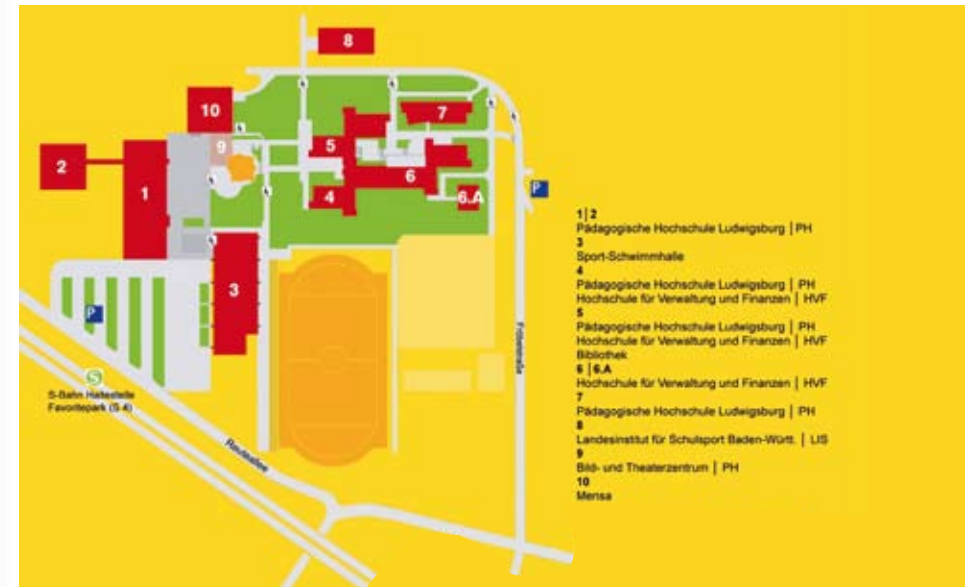 8
10
7
9
5
2
6
1
4
6.A
P
3
P
S
S-Bahn Haltestelle
Favoritepark (S 4)
Reuteallee
Fröbelstraße
1 | 2
Pädagogische Hochschule Ludwigsburg | PH
3
Sport-Schwimmhalle
4
Pädagogische Hochschule Ludwigsburg | PH
Hochschule für Verwaltung und Finanzen | HVF
5
Pädagogische Hochschule Ludwigsburg | PH
Hochschule für Verwaltung und Finanzen | HVF
Bibliothek
6 | 6.A
Hochschule für Verwaltung und Finanzen | HVF
7
Pädagogische Hochschule Ludwigsburg | PH
8
Landesinstitut für Schulsport Baden-Württ. | LIS
9
Bild- und Theaterzentrum | PH
10
Mensa